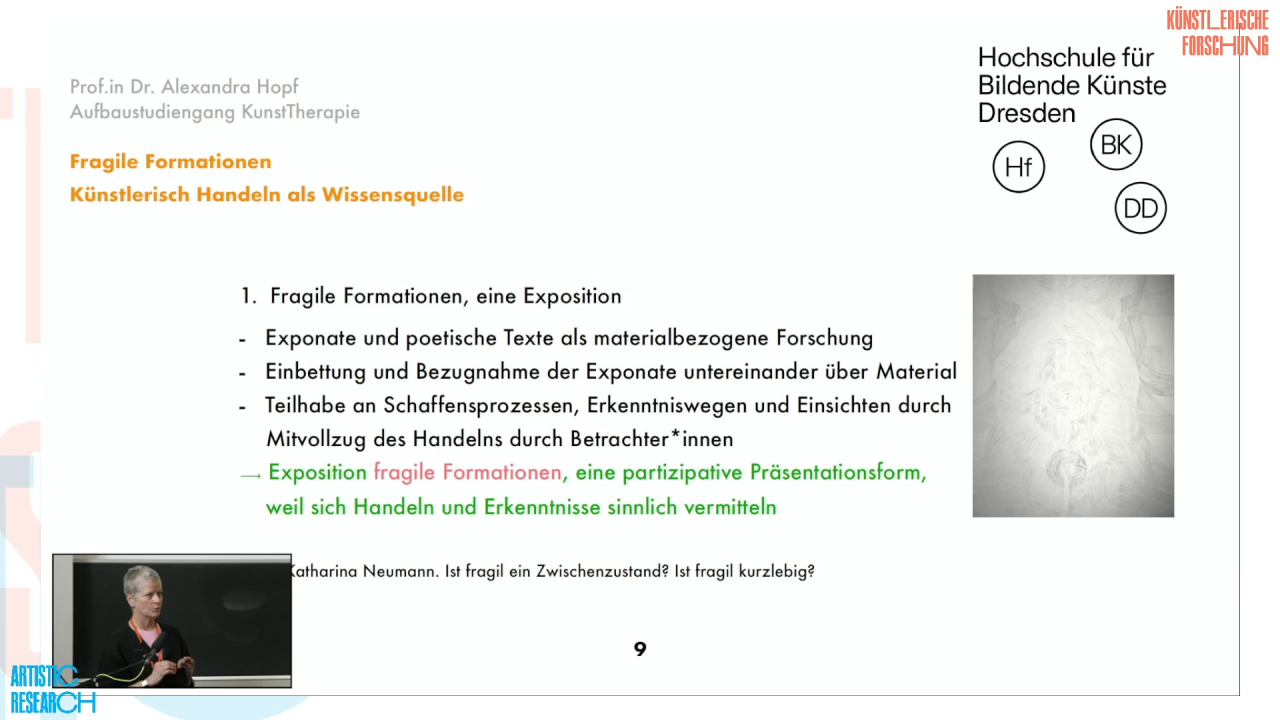 KÜNSTLERISCHE
FORSCHUNG
Hochschule für
Bildende Künste
Dresden
Hf
BK
DD
Prof.in Dr. Alexandra Hopf
Aufbaustudiengang KunstTherapie
Fragile Formationen
Künstlerisch Handeln als Wissensquelle
1. Fragile Formationen, eine Exposition
- Exponate und poetische Texte als materialbezogene Forschung
- Einbettung und Bezugnahme der Exponate untereinander über Material
- Teilhabe an Schaffensprozessen, Erkenntniswegen und Einsichten durch
Mitvollzug des Handelns durch Betrachter*innen
→ Exposition fragile Formationen, eine partizipative Präsentationsform,
weil sich Handeln und Erkenntnisse sinnlich vermitteln
Katharina Neumann. Ist fragil ein Zwischenzustand? Ist fragil kurzlebig?
9
ARTISTIC
RESEARCH